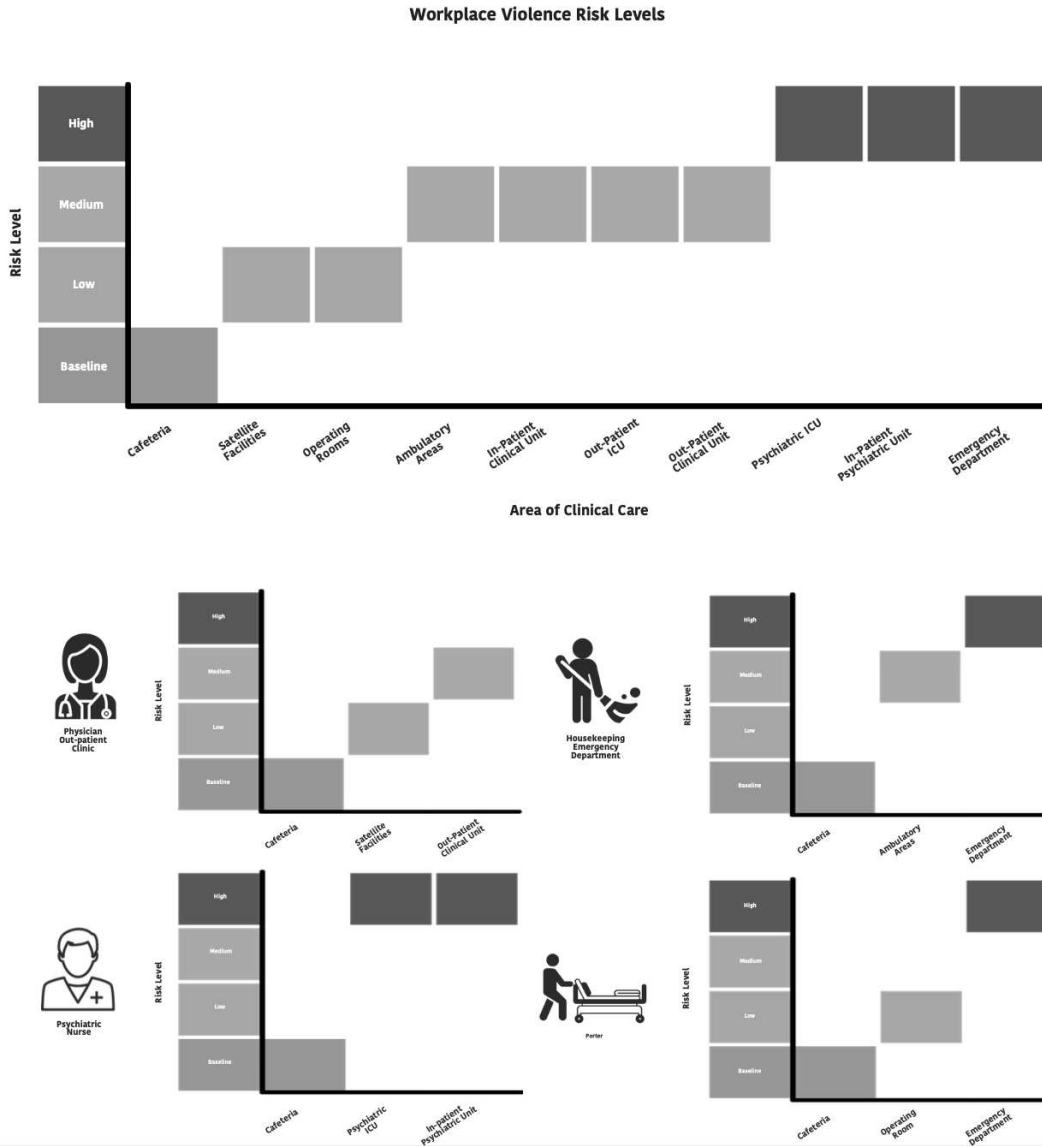 Workplace Violence Risk Levels
High
Medium
Low
Baseline
Risk Level
Cafeteria
Satellite
Facilities
Operating
Rooms
Ambulatory
Areas
In-Patient
Clinical Unit
Out-Patient
ICU
Out-Patient
Clinical Unit
Psychiatric ICU
In-Patient
Psychiatric Unit
Emergency
Department
Area of Clinical Care
Physician
Out-patient
Clinic
Risk Level
High
Medium
Low
Baseline
Cafeteria
Satellite
Facilities
Out-Patient
Clinical Unit
Housekeeping
Emergency
Department
Risk Level
High
Medium
Low
Baseline
Cafeteria
Ambulatory
Areas
Emergency
Department
Psychiatric
Nurse
Risk Level
High
Medium
Low
Baseline
Cafeteria
Psychiatric
ICU
In-patient
Psychiatric Unit
Porter
Risk Level
High
Medium
Low
Baseline
Cafeteria
Operating
Room
Emergency
Department